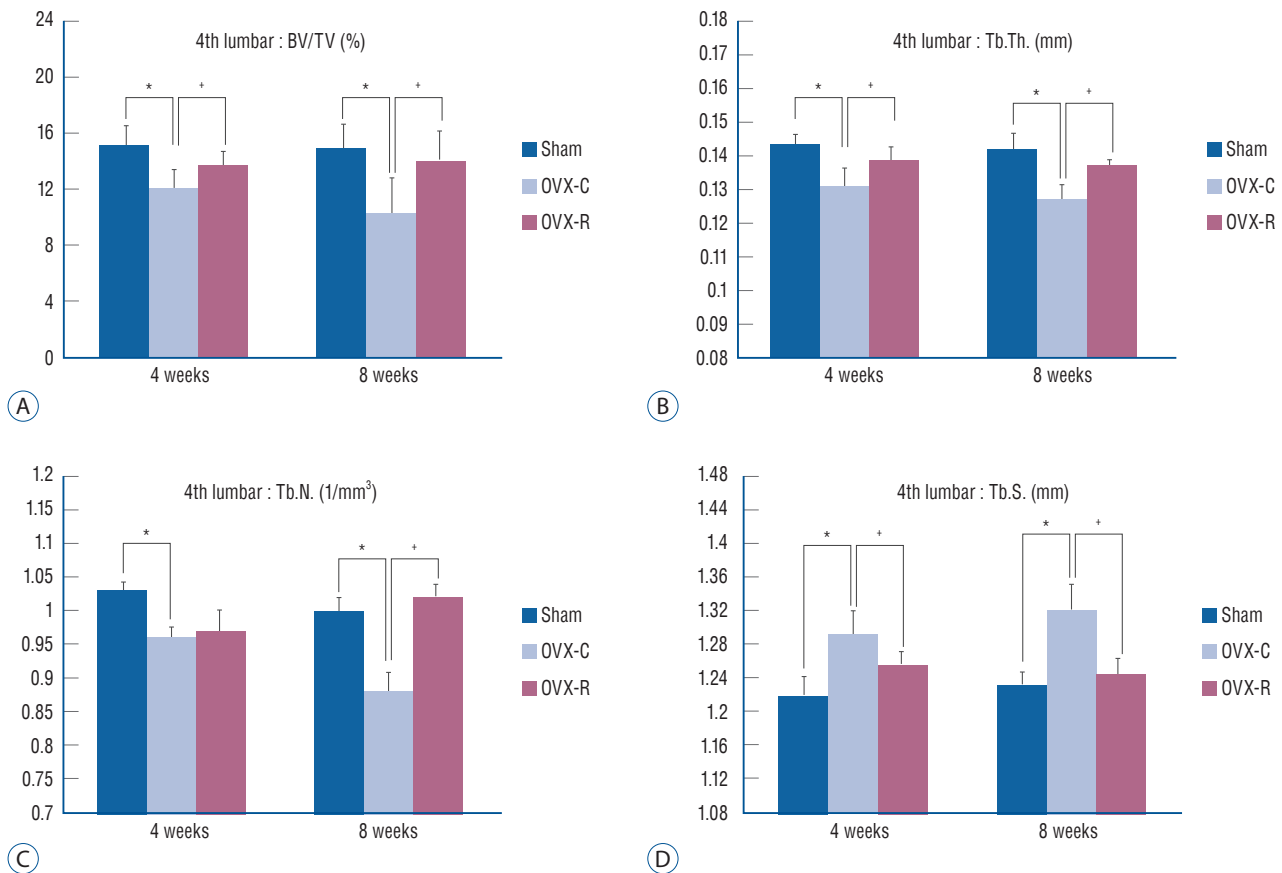 4th lumbar : BV/TV (%)
24
20
16
12
8
4
0
* + * +
4 weeks 8 weeks
Sham
OVX-C
OVX-R
A
4th lumbar : Tb.Th. (mm)
0.18
0.17
0.16
0.15
0.14
0.13
0.12
0.11
0.1
0.09
0.08
* + * +
4 weeks 8 weeks
Sham
OVX-C
OVX-R
B
4th lumbar : Tb.N. (1/mm³)
1.2
1.15
1.1
1.05
1
0.95
0.9
0.85
0.8
0.75
0.7
* * +
4 weeks 8 weeks
Sham
OVX-C
OVX-R
C
4th lumbar : Tb.S. (mm)
1.48
1.44
1.4
1.36
1.32
1.28
1.24
1.2
1.16
1.12
1.08
* + * +
4 weeks 8 weeks
Sham
OVX-C
OVX-R
D